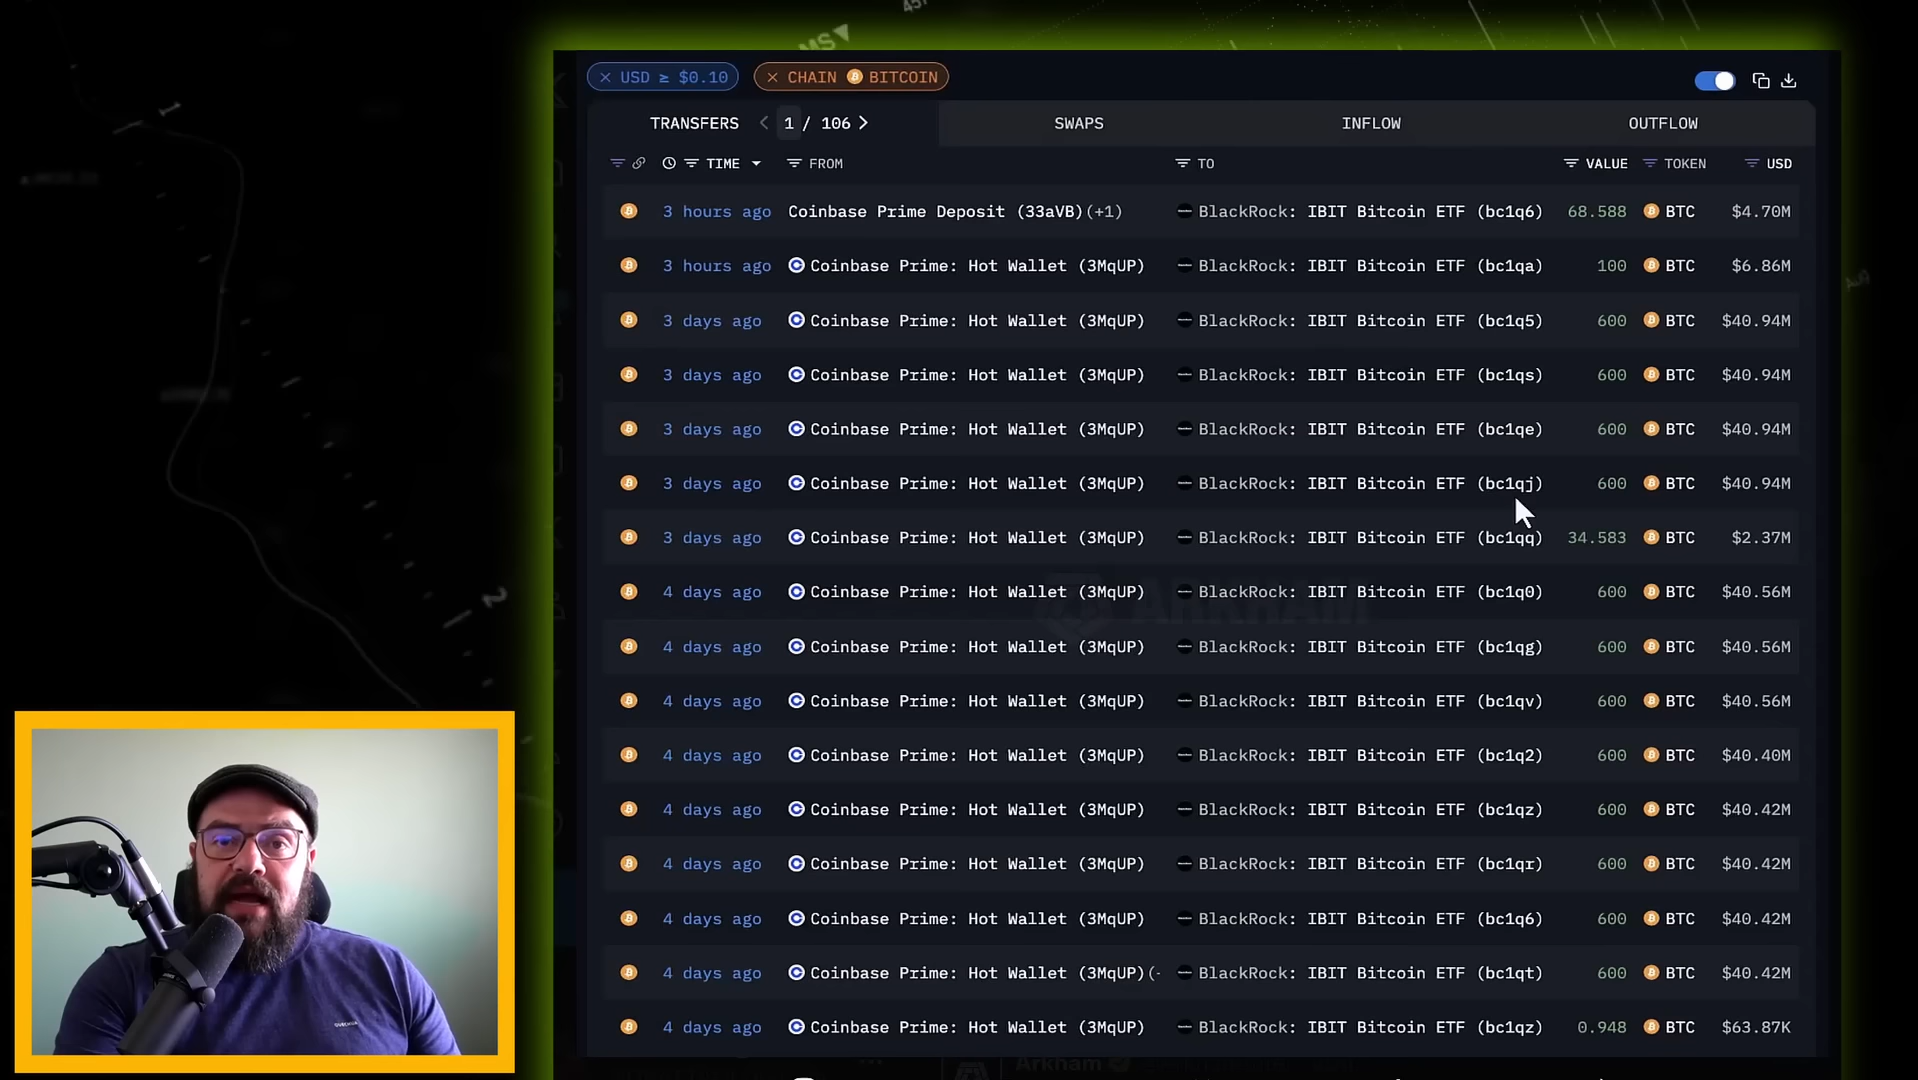 USD ≥ $0.10 CHAIN BITCOIN
TRANSFERS 1 / 106 SWAPS INFLOW OUTFLOW
TIME FROM TO VALUE TOKEN USD
3 hours ago Coinbase Prime Deposit (33aVB)(+1) BlackRock: IBIT Bitcoin ETF (bc1q6) 68.588 BTC $4.70M
3 hours ago Coinbase Prime: Hot Wallet (3MqUP) BlackRock: IBIT Bitcoin ETF (bc1qa) 100 BTC $6.86M
3 days ago Coinbase Prime: Hot Wallet (3MqUP) BlackRock: IBIT Bitcoin ETF (bc1q5) 600 BTC $40.94M
3 days ago Coinbase Prime: Hot Wallet (3MqUP) BlackRock: IBIT Bitcoin ETF (bc1qs) 600 BTC $40.94M
3 days ago Coinbase Prime: Hot Wallet (3MqUP) BlackRock: IBIT Bitcoin ETF (bc1qe) 600 BTC $40.94M
3 days ago Coinbase Prime: Hot Wallet (3MqUP) BlackRock: IBIT Bitcoin ETF (bc1qj) 600 BTC $40.94M
3 days ago Coinbase Prime: Hot Wallet (3MqUP) BlackRock: IBIT Bitcoin ETF (bc1qq) 34.583 BTC $2.37M
4 days ago Coinbase Prime: Hot Wallet (3MqUP) BlackRock: IBIT Bitcoin ETF (bc1q0) 600 BTC $40.56M
ARKHAM
4 days ago Coinbase Prime: Hot Wallet (3MqUP) BlackRock: IBIT Bitcoin ETF (bc1qg) 600 BTC $40.56M
4 days ago Coinbase Prime: Hot Wallet (3MqUP) BlackRock: IBIT Bitcoin ETF (bc1qv) 600 BTC $40.56M
4 days ago Coinbase Prime: Hot Wallet (3MqUP) BlackRock: IBIT Bitcoin ETF (bc1q2) 600 BTC $40.40M
4 days ago Coinbase Prime: Hot Wallet (3MqUP) BlackRock: IBIT Bitcoin ETF (bc1qz) 600 BTC $40.42M
4 days ago Coinbase Prime: Hot Wallet (3MqUP) BlackRock: IBIT Bitcoin ETF (bc1qr) 600 BTC $40.42M
4 days ago Coinbase Prime: Hot Wallet (3MqUP) BlackRock: IBIT Bitcoin ETF (bc1q6) 600 BTC $40.42M
4 days ago Coinbase Prime: Hot Wallet (3MqUP)(- BlackRock: IBIT Bitcoin ETF (bc1qt) 600 BTC $40.42M
4 days ago Coinbase Prime: Hot Wallet (3MqUP) BlackRock: IBIT Bitcoin ETF (bc1qz) 0.948 BTC $63.87K
Arkham
1
2